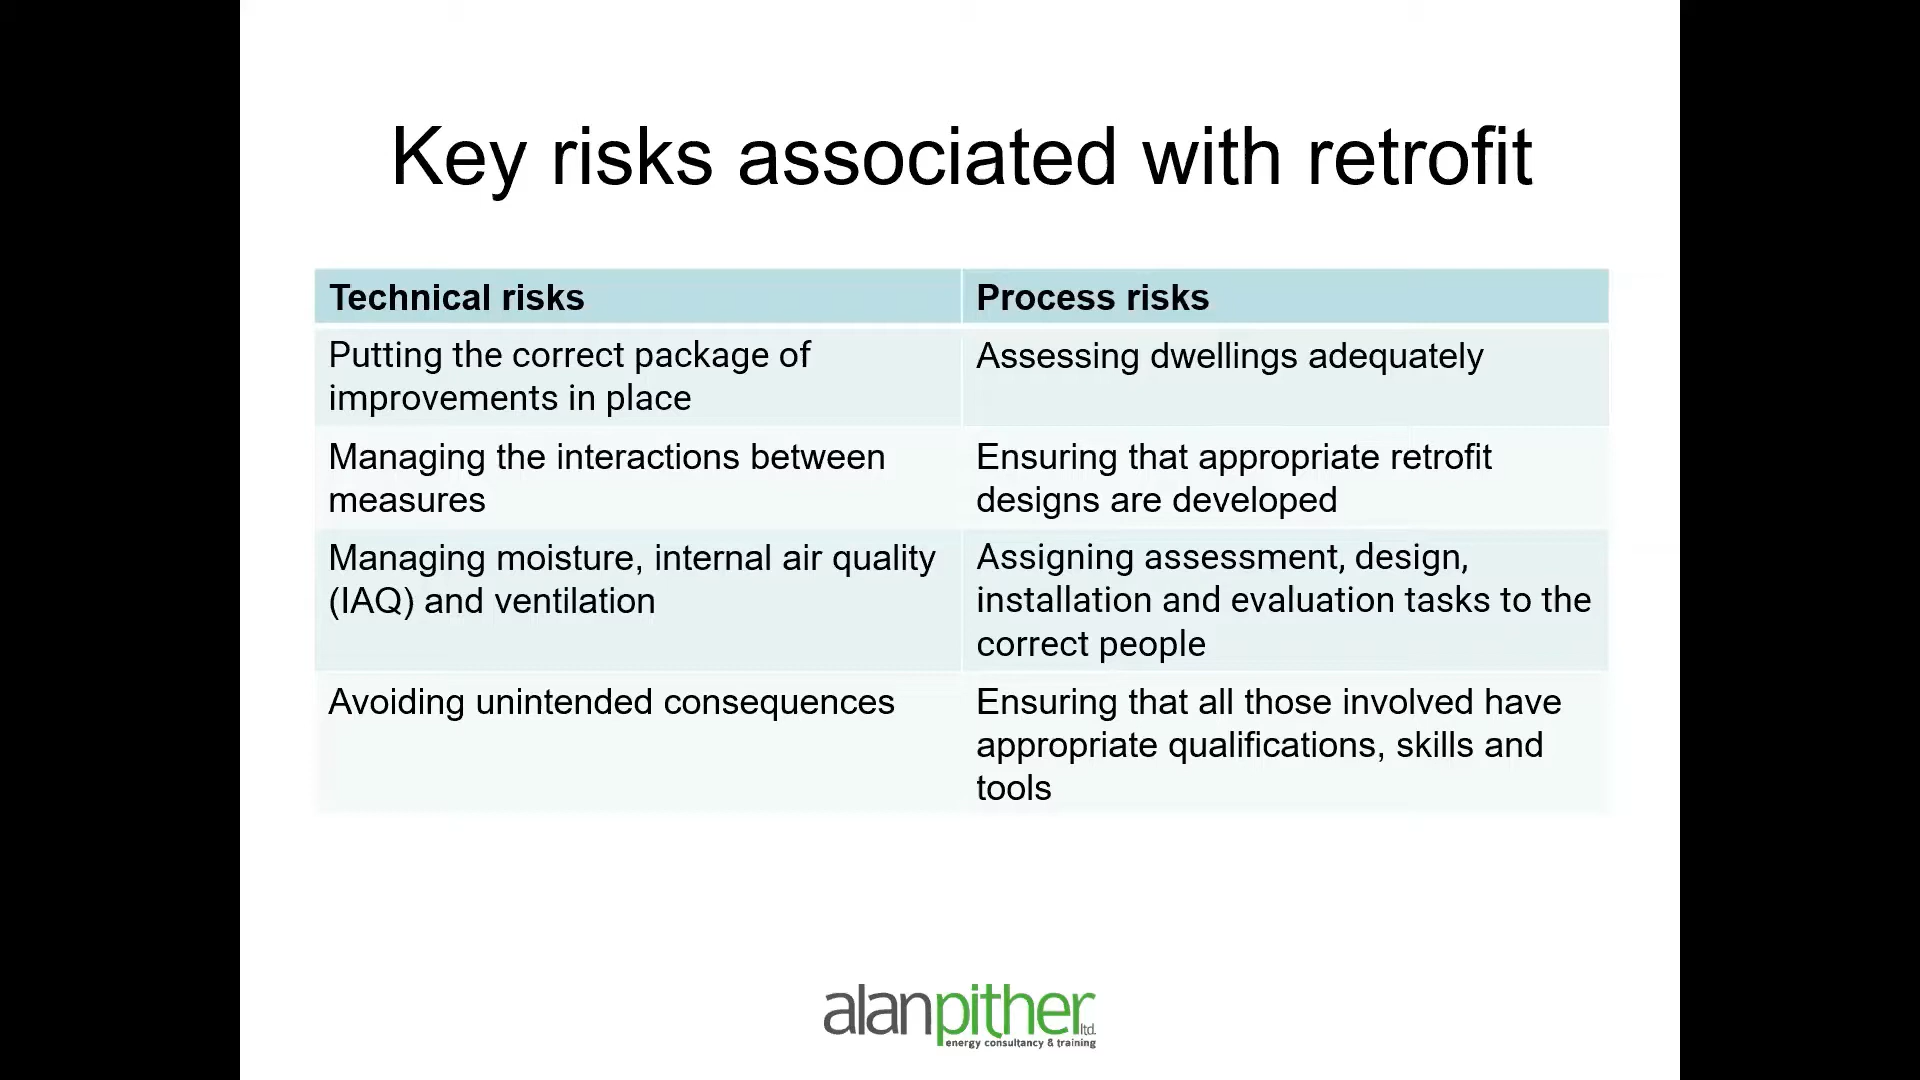 Key risks associated with retrofit
Technical risks
Process risks
Putting the correct package of
improvements in place
Assessing dwellings adequately
Managing the interactions between
measures
Ensuring that appropriate retrofit
designs are developed
Managing moisture, internal air quality
(IAQ) and ventilation
Assigning assessment, design,
installation and evaluation tasks to the
correct people
Avoiding unintended consequences
Ensuring that all those involved have
appropriate qualifications, skills and
tools
alanpither ltd.
energy consultancy & training